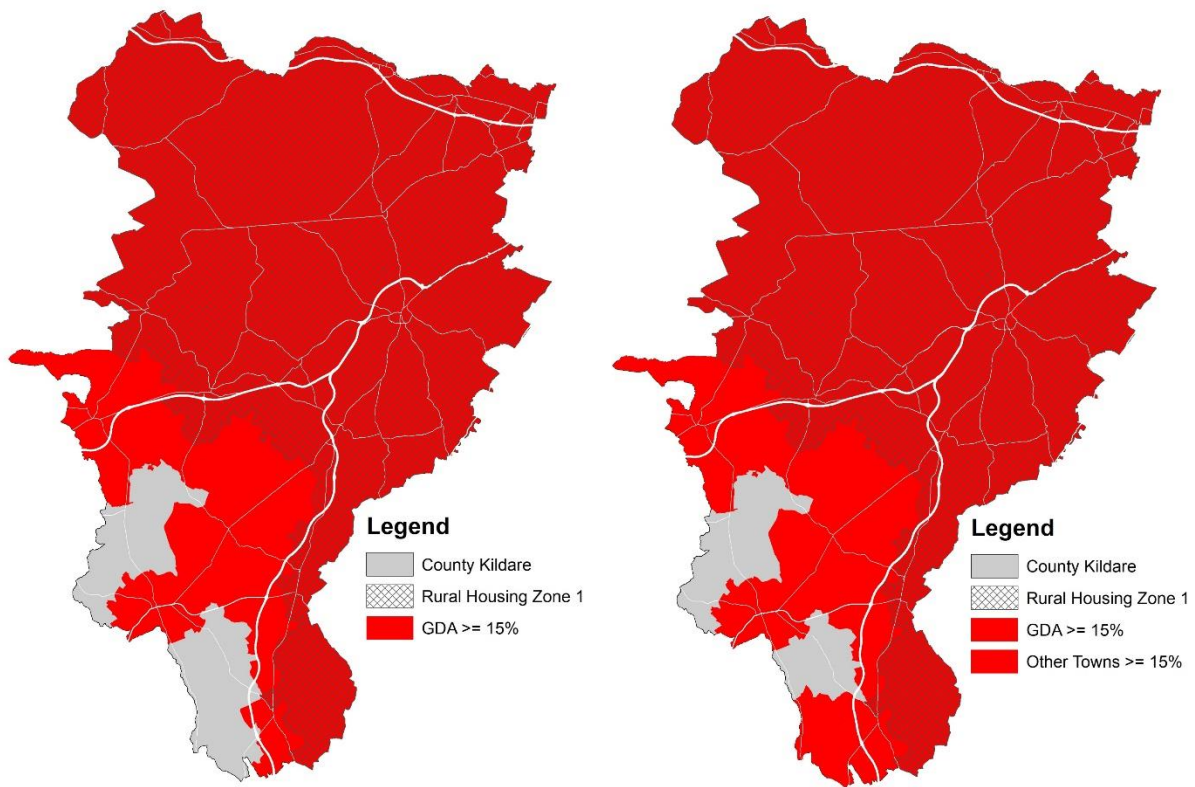 Legend
County Kildare
Rural Housing Zone 1
GDA >= 15%
Legend
County Kildare
Rural Housing Zone 1
GDA >= 15%
Other Towns >= 15%